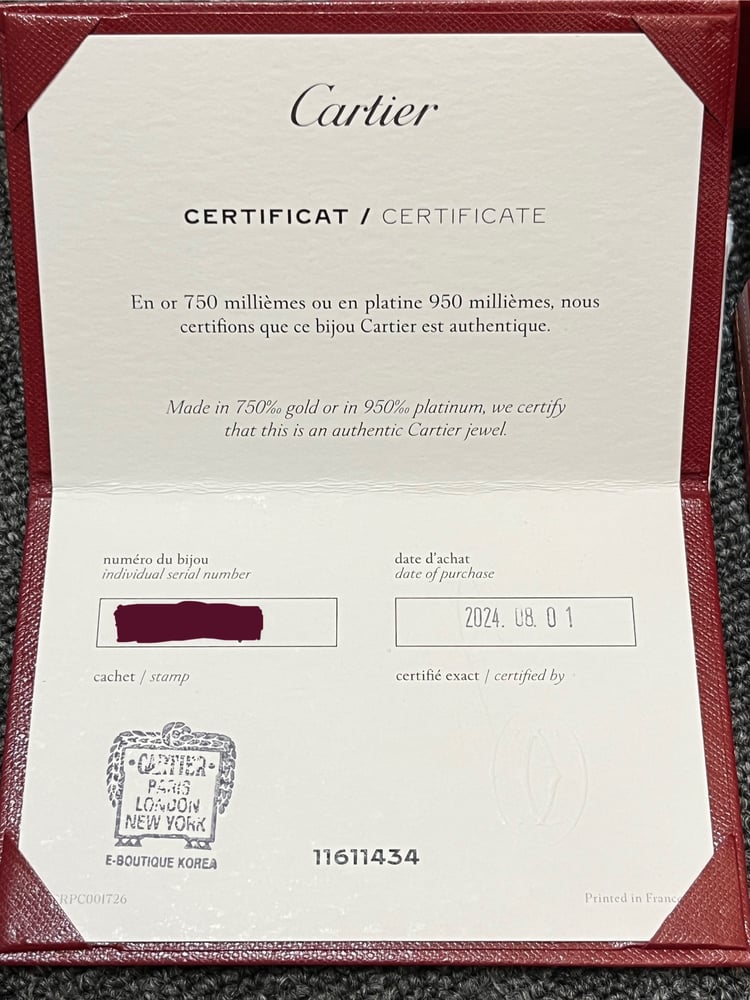 Cartier
CERTIFICAT / CERTIFICATE
En or 750 millièmes ou en platine 950 millièmes, nous
certifions que ce bijou Cartier est authentique.
Made in 750‰ gold or in 950‰ platinum, we certify
that this is an authentic Cartier jewel.
numéro du bijou
individual serial number
date d'achat
date of purchase
2024. 08. 0 1
cachet / stamp
certifié exact / certified by
CARTIER
PARIS
LONDON
NEW YORK
E-BOUTIQUE KOREA
11611434
CRPC001726
Printed in France